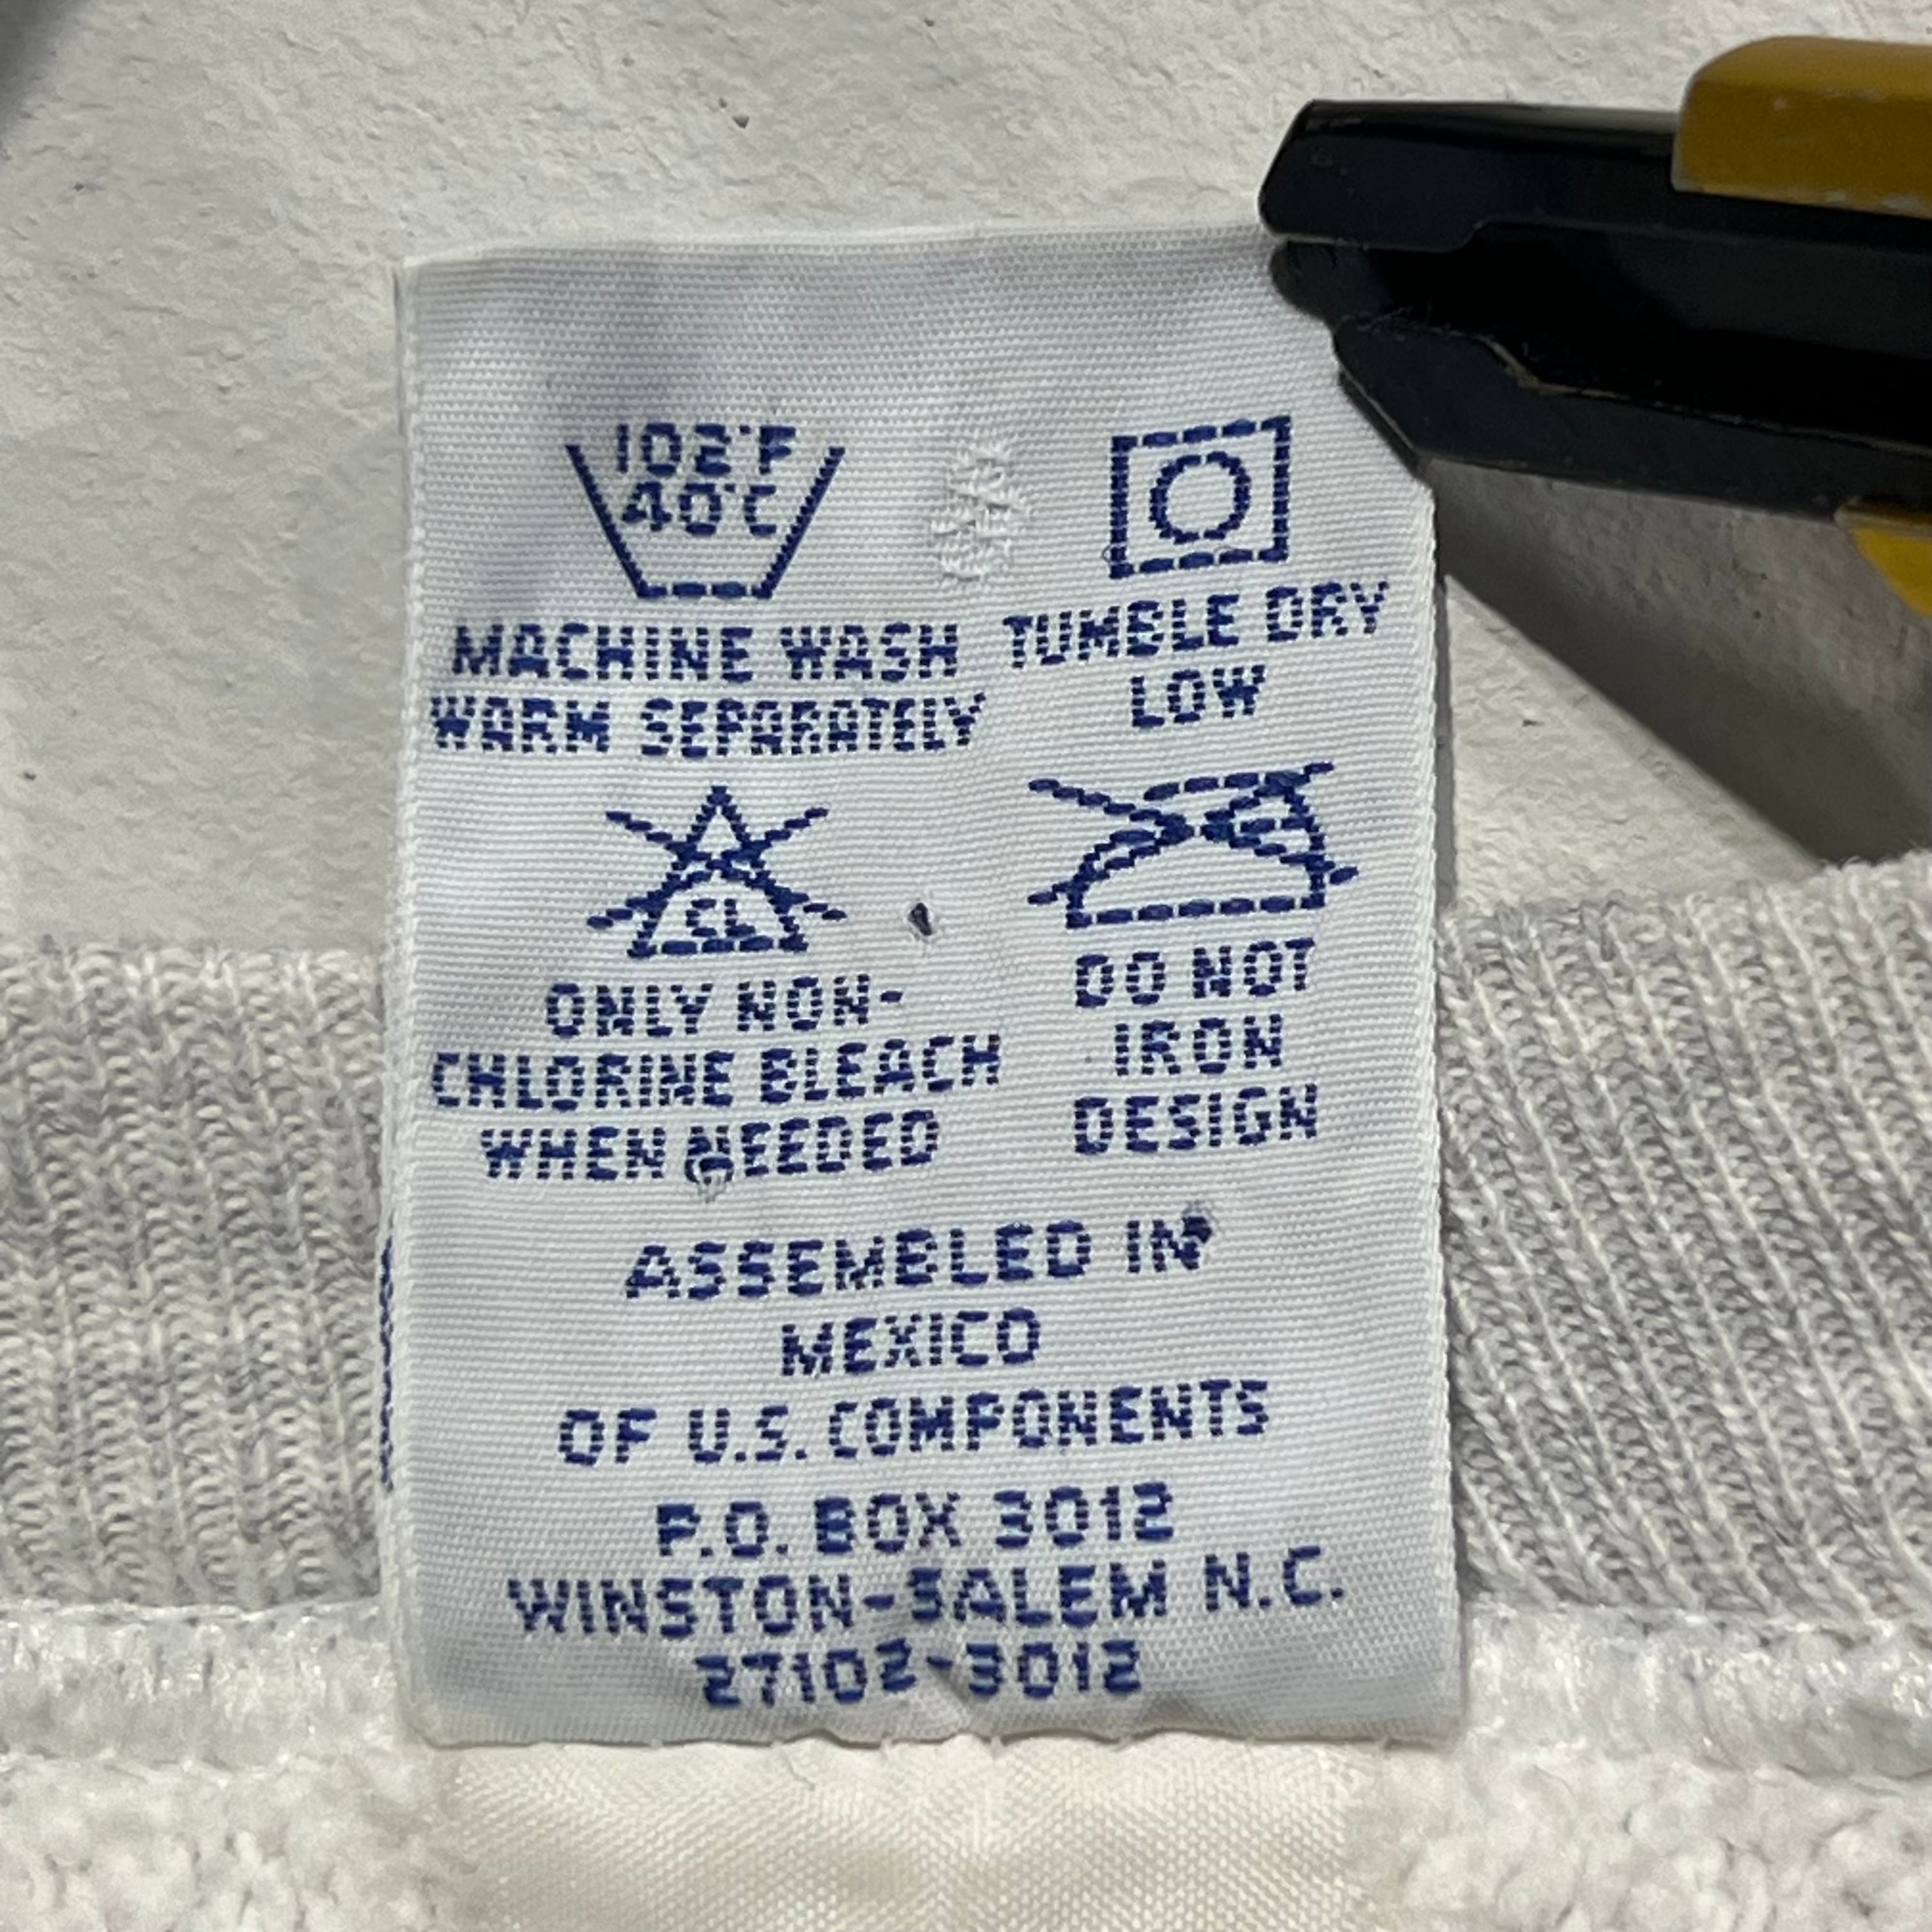 102°F
40°C
MACHINE WASH
WARM SEPARATELY
TUMBLE DRY
LOW
CL
ONLY NON-
CHLORINE BLEACH
WHEN NEEDED
DO NOT
IRON
DESIGN
ASSEMBLED IN
MEXICO
OF U.S. COMPONENTS
P.O. BOX 3012
WINSTON-SALEM N.C.
27102-3012